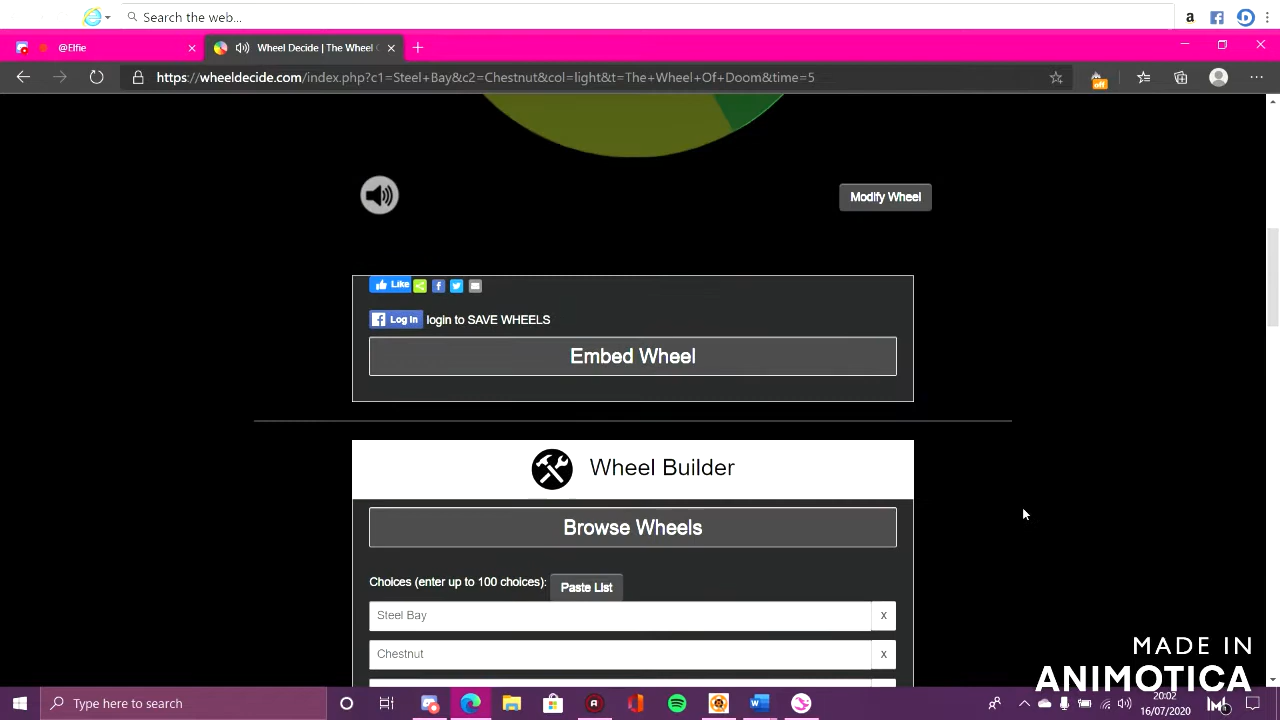 Search the web...
a
@Elfie
Wheel Decide | The Wheel
https://wheeldecide.com/index.php?c1=Steel+Bay&c2=Chestnut&col=light&t=The+Wheel+Of+Doom&time=5
off
Modify Wheel
Like
Log In login to SAVE WHEELS
Embed Wheel
Wheel Builder
Browse Wheels
Choices (enter up to 100 choices): Paste List
Steel Bay X
Chestnut X
MADE IN
ANIMOTICA
Type here to search
20:02
16/07/2020